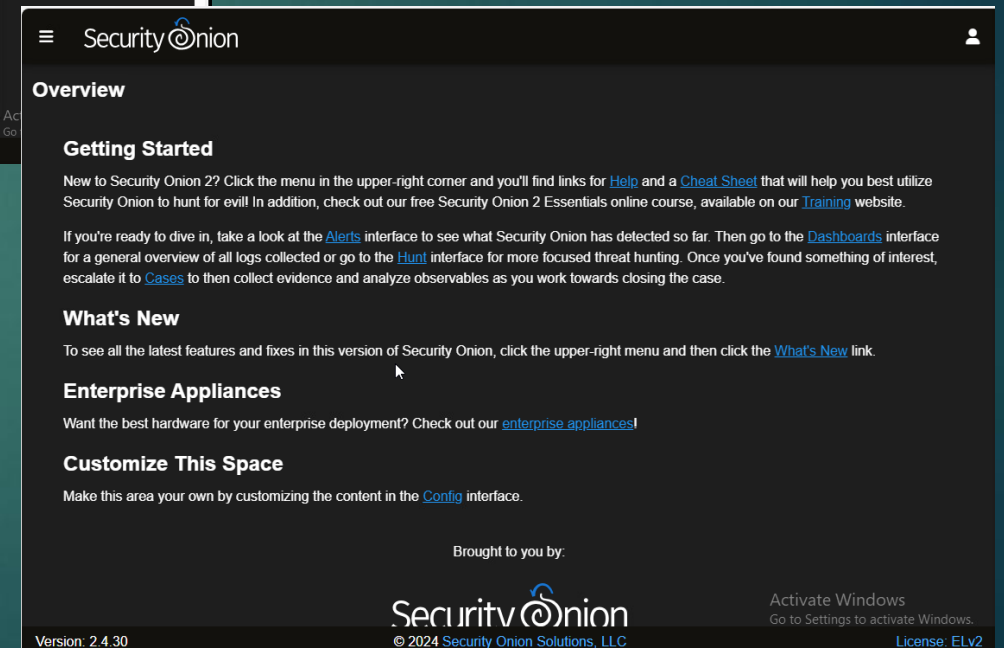 Security Onion
Overview
Ac
Go
Getting Started
New to Security Onion 2? Click the menu in the upper-right corner and you'll find links for Help and a Cheat Sheet that will help you best utilize
Security Onion to hunt for evil! In addition, check out our free Security Onion 2 Essentials online course, available on our Training website.
If you're ready to dive in, take a look at the Alerts interface to see what Security Onion has detected so far. Then go to the Dashboards interface
for a general overview of all logs collected or go to the Hunt interface for more focused threat hunting. Once you've found something of interest,
escalate it to Cases to then collect evidence and analyze observables as you work towards closing the case.
What's New
To see all the latest features and fixes in this version of Security Onion, click the upper-right menu and then click the What's New link.
Enterprise Appliances
Want the best hardware for your enterprise deployment? Check out our enterprise appliances!
Customize This Space
Make this area your own by customizing the content in the Config interface.
Brought to you by:
Security Onion
Activate Windows
Go to Settings to activate Windows.
Version: 2.4.30
© 2024 Security Onion Solutions, LLC
License: ELv2